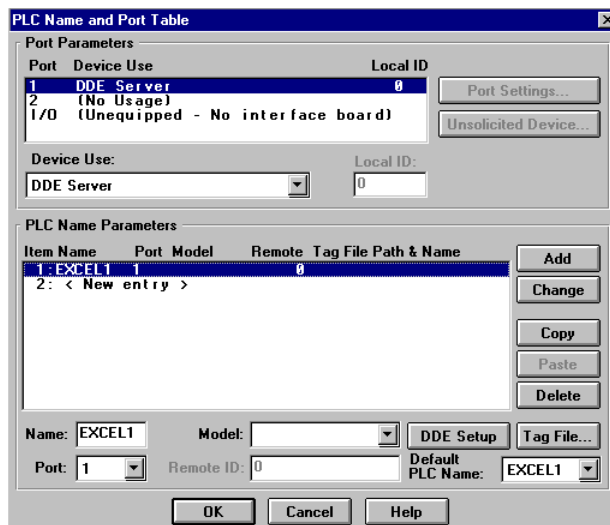 PLC Name and Port Table
Port Parameters
Port Device Use Local ID
1 DDE Server 0
2 (No Usage)
I/O (Unequipped - No interface board)
Port Settings...
Unsolicited Device...
Device Use: Local ID:
DDE Server 0
PLC Name Parameters
Item Name Port Model Remote Tag File Path & Name
1:EXCEL1 1 0
2: < New entry >
Add
Change
Copy
Paste
Delete
Name: EXCEL1 Model: DDE Setup Tag File...
Port: 1 Remote ID: 0 Default PLC Name: EXCEL1
OK Cancel Help